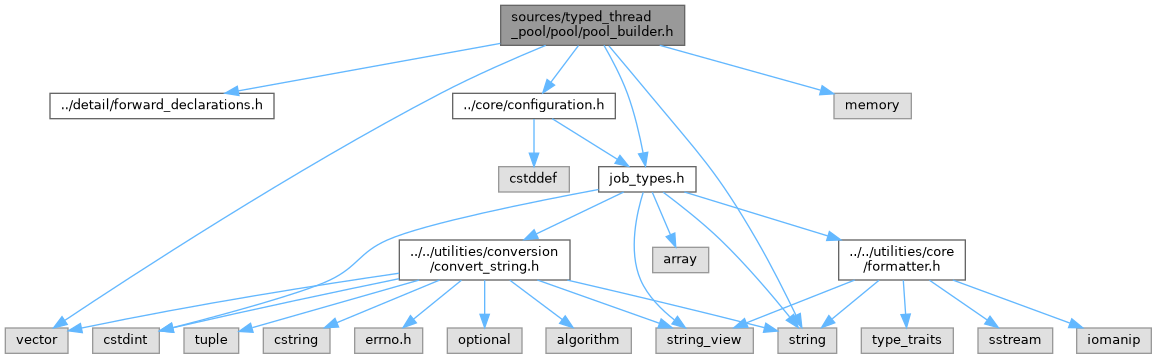 sources/typed_thread
_pool/pool/pool_builder.h
../detail/forward_declarations.h
../core/configuration.h
memory
cstddef
job_types.h
../../utilities/conversion
/convert_string.h
array
../../utilities/core
/formatter.h
vector
cstdint
tuple
cstring
errno.h
optional
algorithm
string_view
string
type_traits
sstream
iomanip